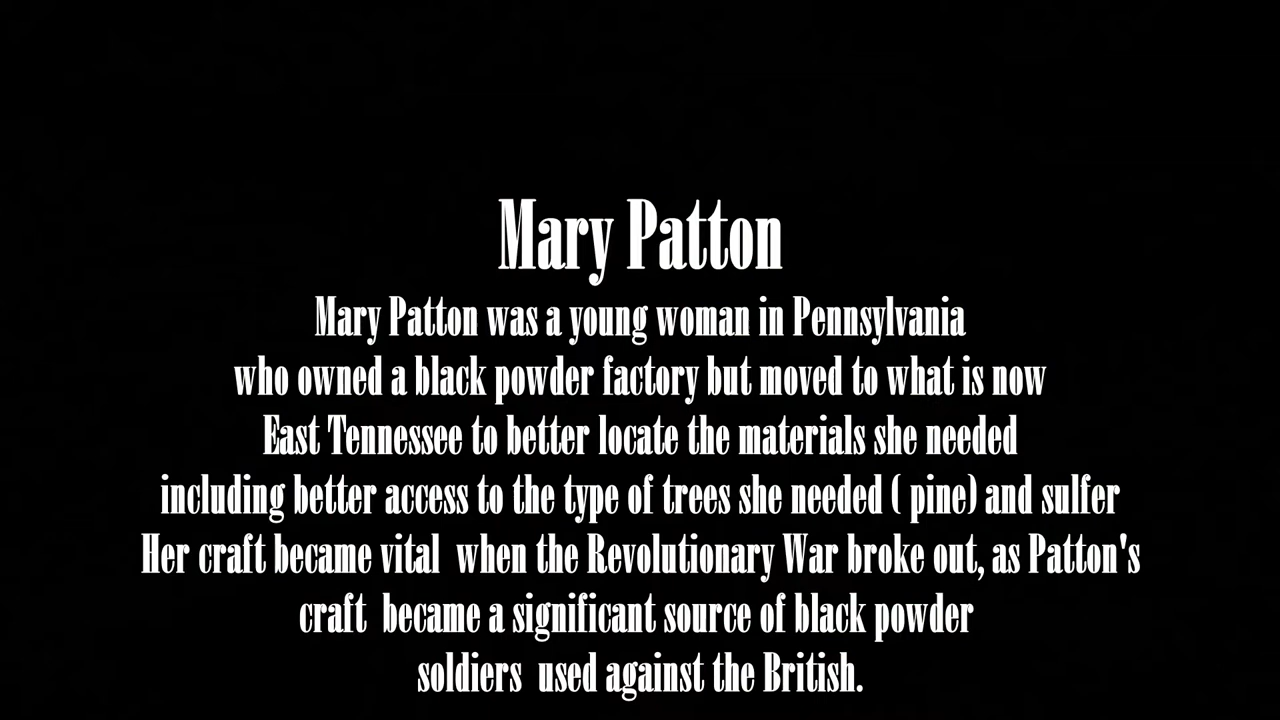 Mary Patton
Mary Patton was a young woman in Pennsylvania
who owned a black powder factory but moved to what is now
East Tennessee to better locate the materials she needed
including better access to the type of trees she needed ( pine) and sulfer
Her craft became vital  when the Revolutionary War broke out, as Patton's
craft  became a significant source of black powder
soldiers  used against the British.